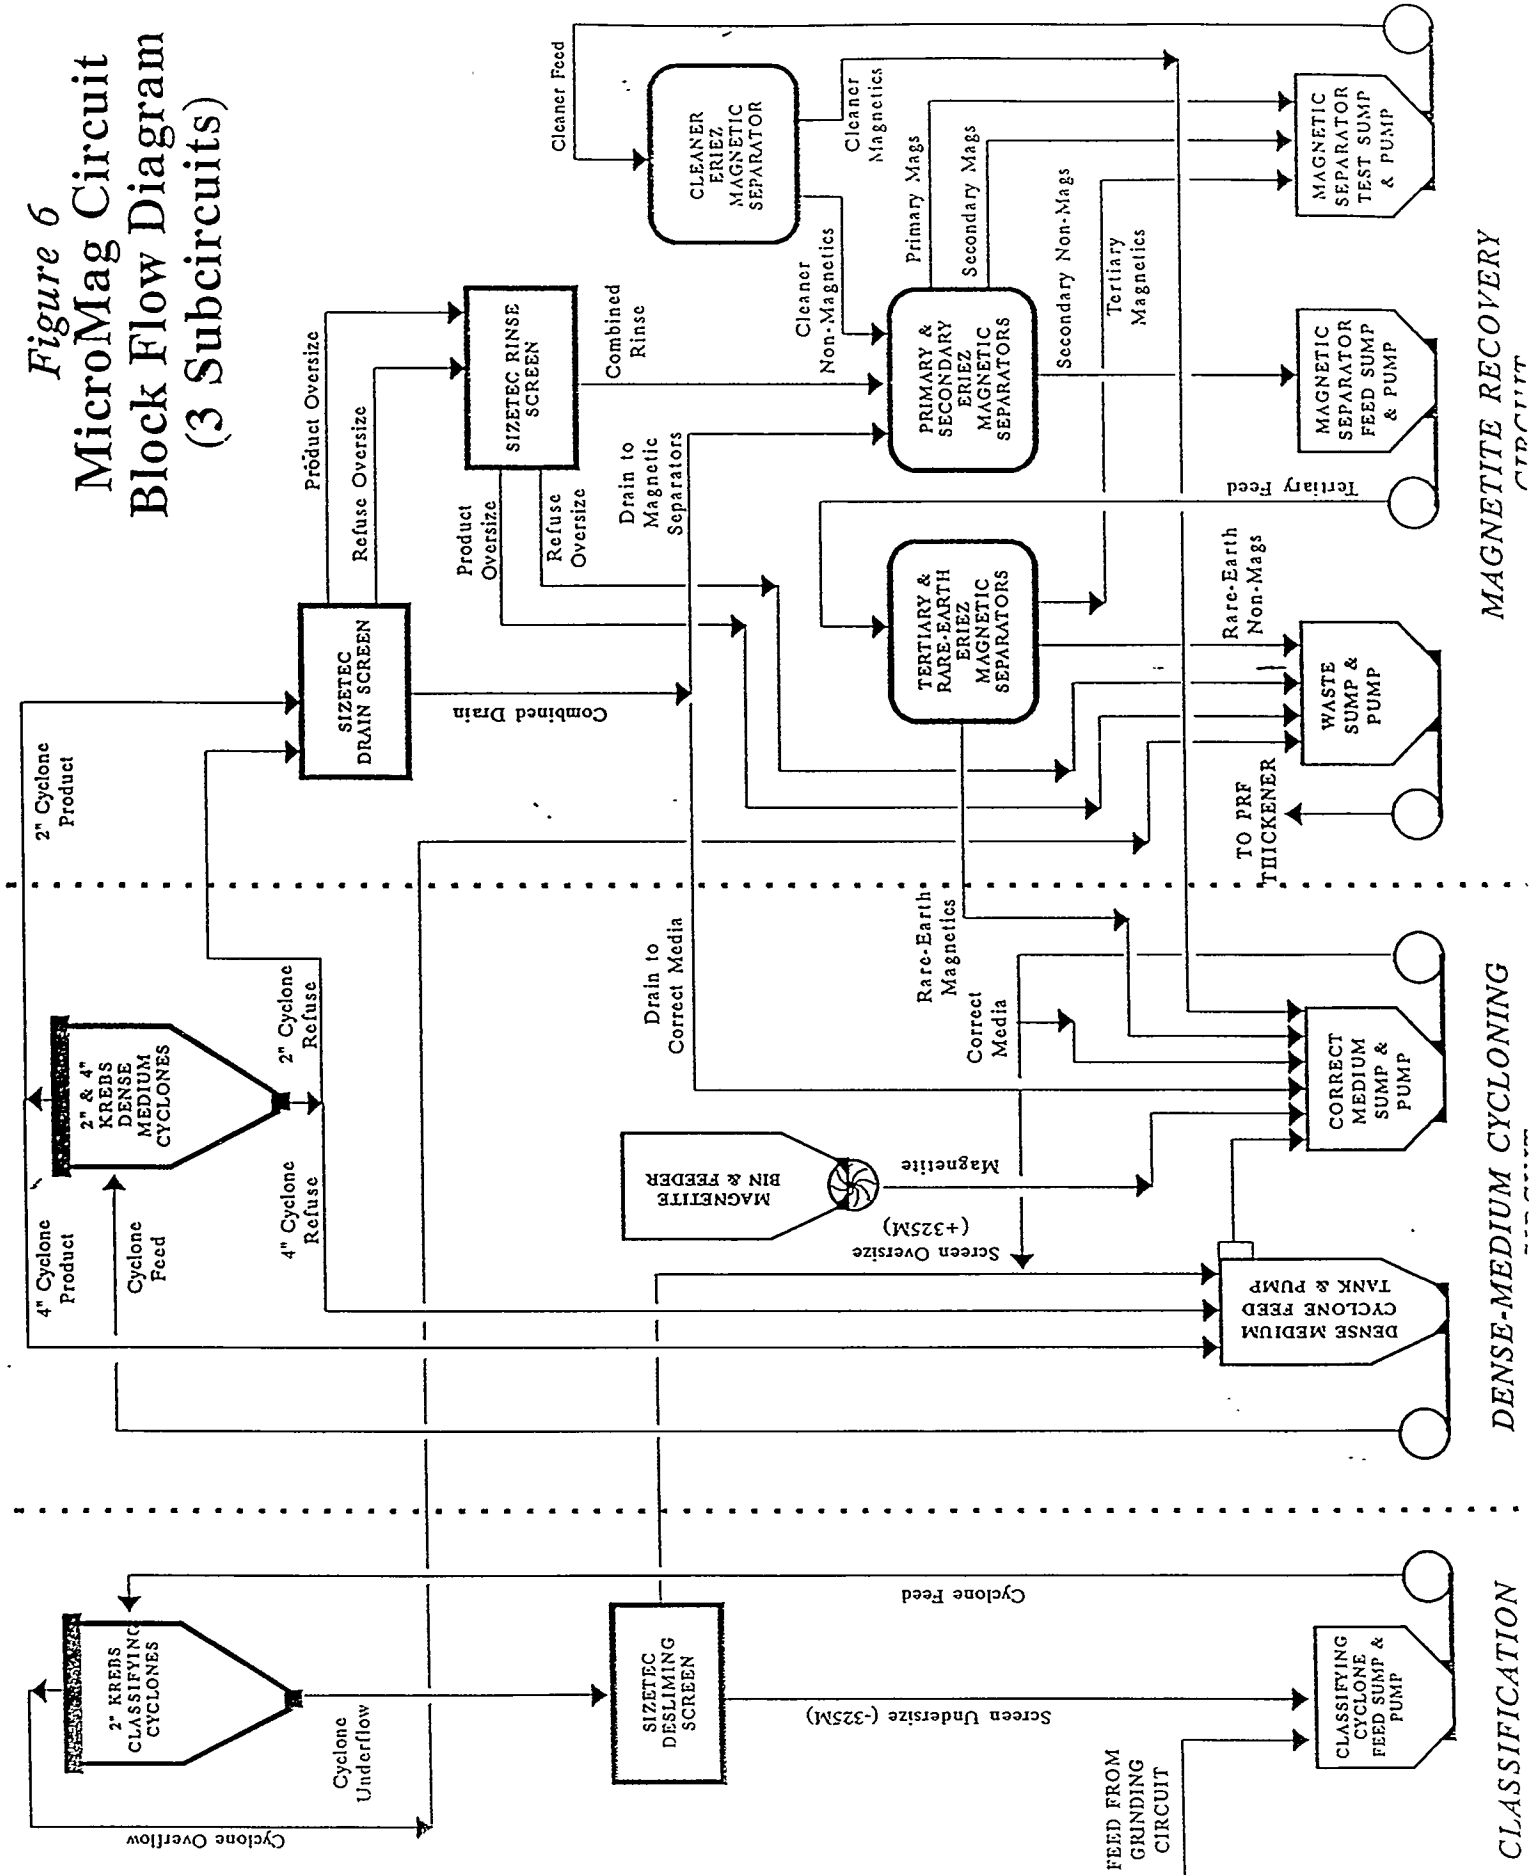 Figure 6
MicroMag Circuit
Block Flow Diagram
(3 Subcircuits)
Cyclone Overflow
2" KREBS
CLASSIFYING
CYCLONES
Cyclone
Underflow
SIZETEC
DESLIMING
SCREEN
Cyclone Feed
Screen Undersize (-325M)
FEED FROM
GRINDING
CIRCUIT
CLASSIFYING
CYCLONE
FEED SUMP &
PUMP
CLASSIFICATION
4" Cyclone
Product
Cyclone
Feed
2" & 4"
KREBS
DENSE
MEDIUM
CYCLONES
4" Cyclone
Refuse
2" Cyclone
Refuse
MAGNETITE
BIN & FEEDER
Magnetite
Screen Oversize
(+325M)
DENSE MEDIUM
CYCLONE FEED
TANK & PUMP
Drain to
Correct Media
Rare-Earth
Magnetics
Correct
Media
CORRECT
MEDIUM
SUMP &
PUMP
DENSE-MEDIUM CYCLONING
2" Cyclone
Product
SIZETEC
DRAIN SCREEN
Product Oversize
Refuse Oversize
Combined Drain
SIZETEC RINSE
SCREEN
Product
Oversize
Refuse
Oversize
Combined
Rinse
Drain to
Magnetic
Separators
Cleaner Feed
CLEANER
ERIEZ
MAGNETIC
SEPARATOR
Cleaner
Magnetics
Cleaner
Non-Magnetics
PRIMARY &
SECONDARY
ERIEZ
MAGNETIC
SEPARATORS
Primary Mags
Secondary Mags
Secondary Non-Mags
Tertiary
Magnetics
TERTIARY &
RARE-EARTH
ERIEZ
MAGNETIC
SEPARATORS
Tertiary Feed
Rare-Earth
Non-Mags
TO PRF
THICKENER
WASTE
SUMP &
PUMP
MAGNETIC
SEPARATOR
FEED SUMP
& PUMP
MAGNETIC
SEPARATOR
TEST SUMP
& PUMP
MAGNETITE RECOVERY
CIRCUIT